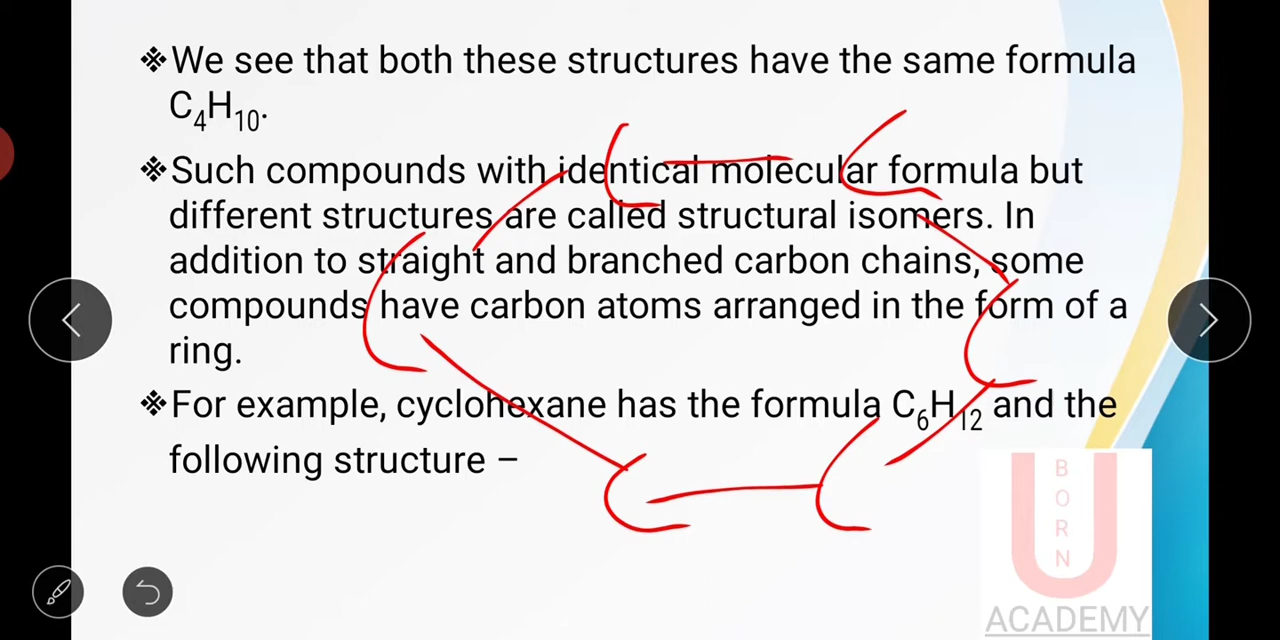 ❖We see that both these structures have the same formula
C₄H₁₀.
❖Such compounds with identical molecular formula but
different structures are called structural isomers. In
addition to straight and branched carbon chains, some
compounds have carbon atoms arranged in the form of a
ring.
❖For example, cyclohexane has the formula C₆H₁₂ and the
following structure –
C
C
C
C
C
C
U
BORN
ACADEMY